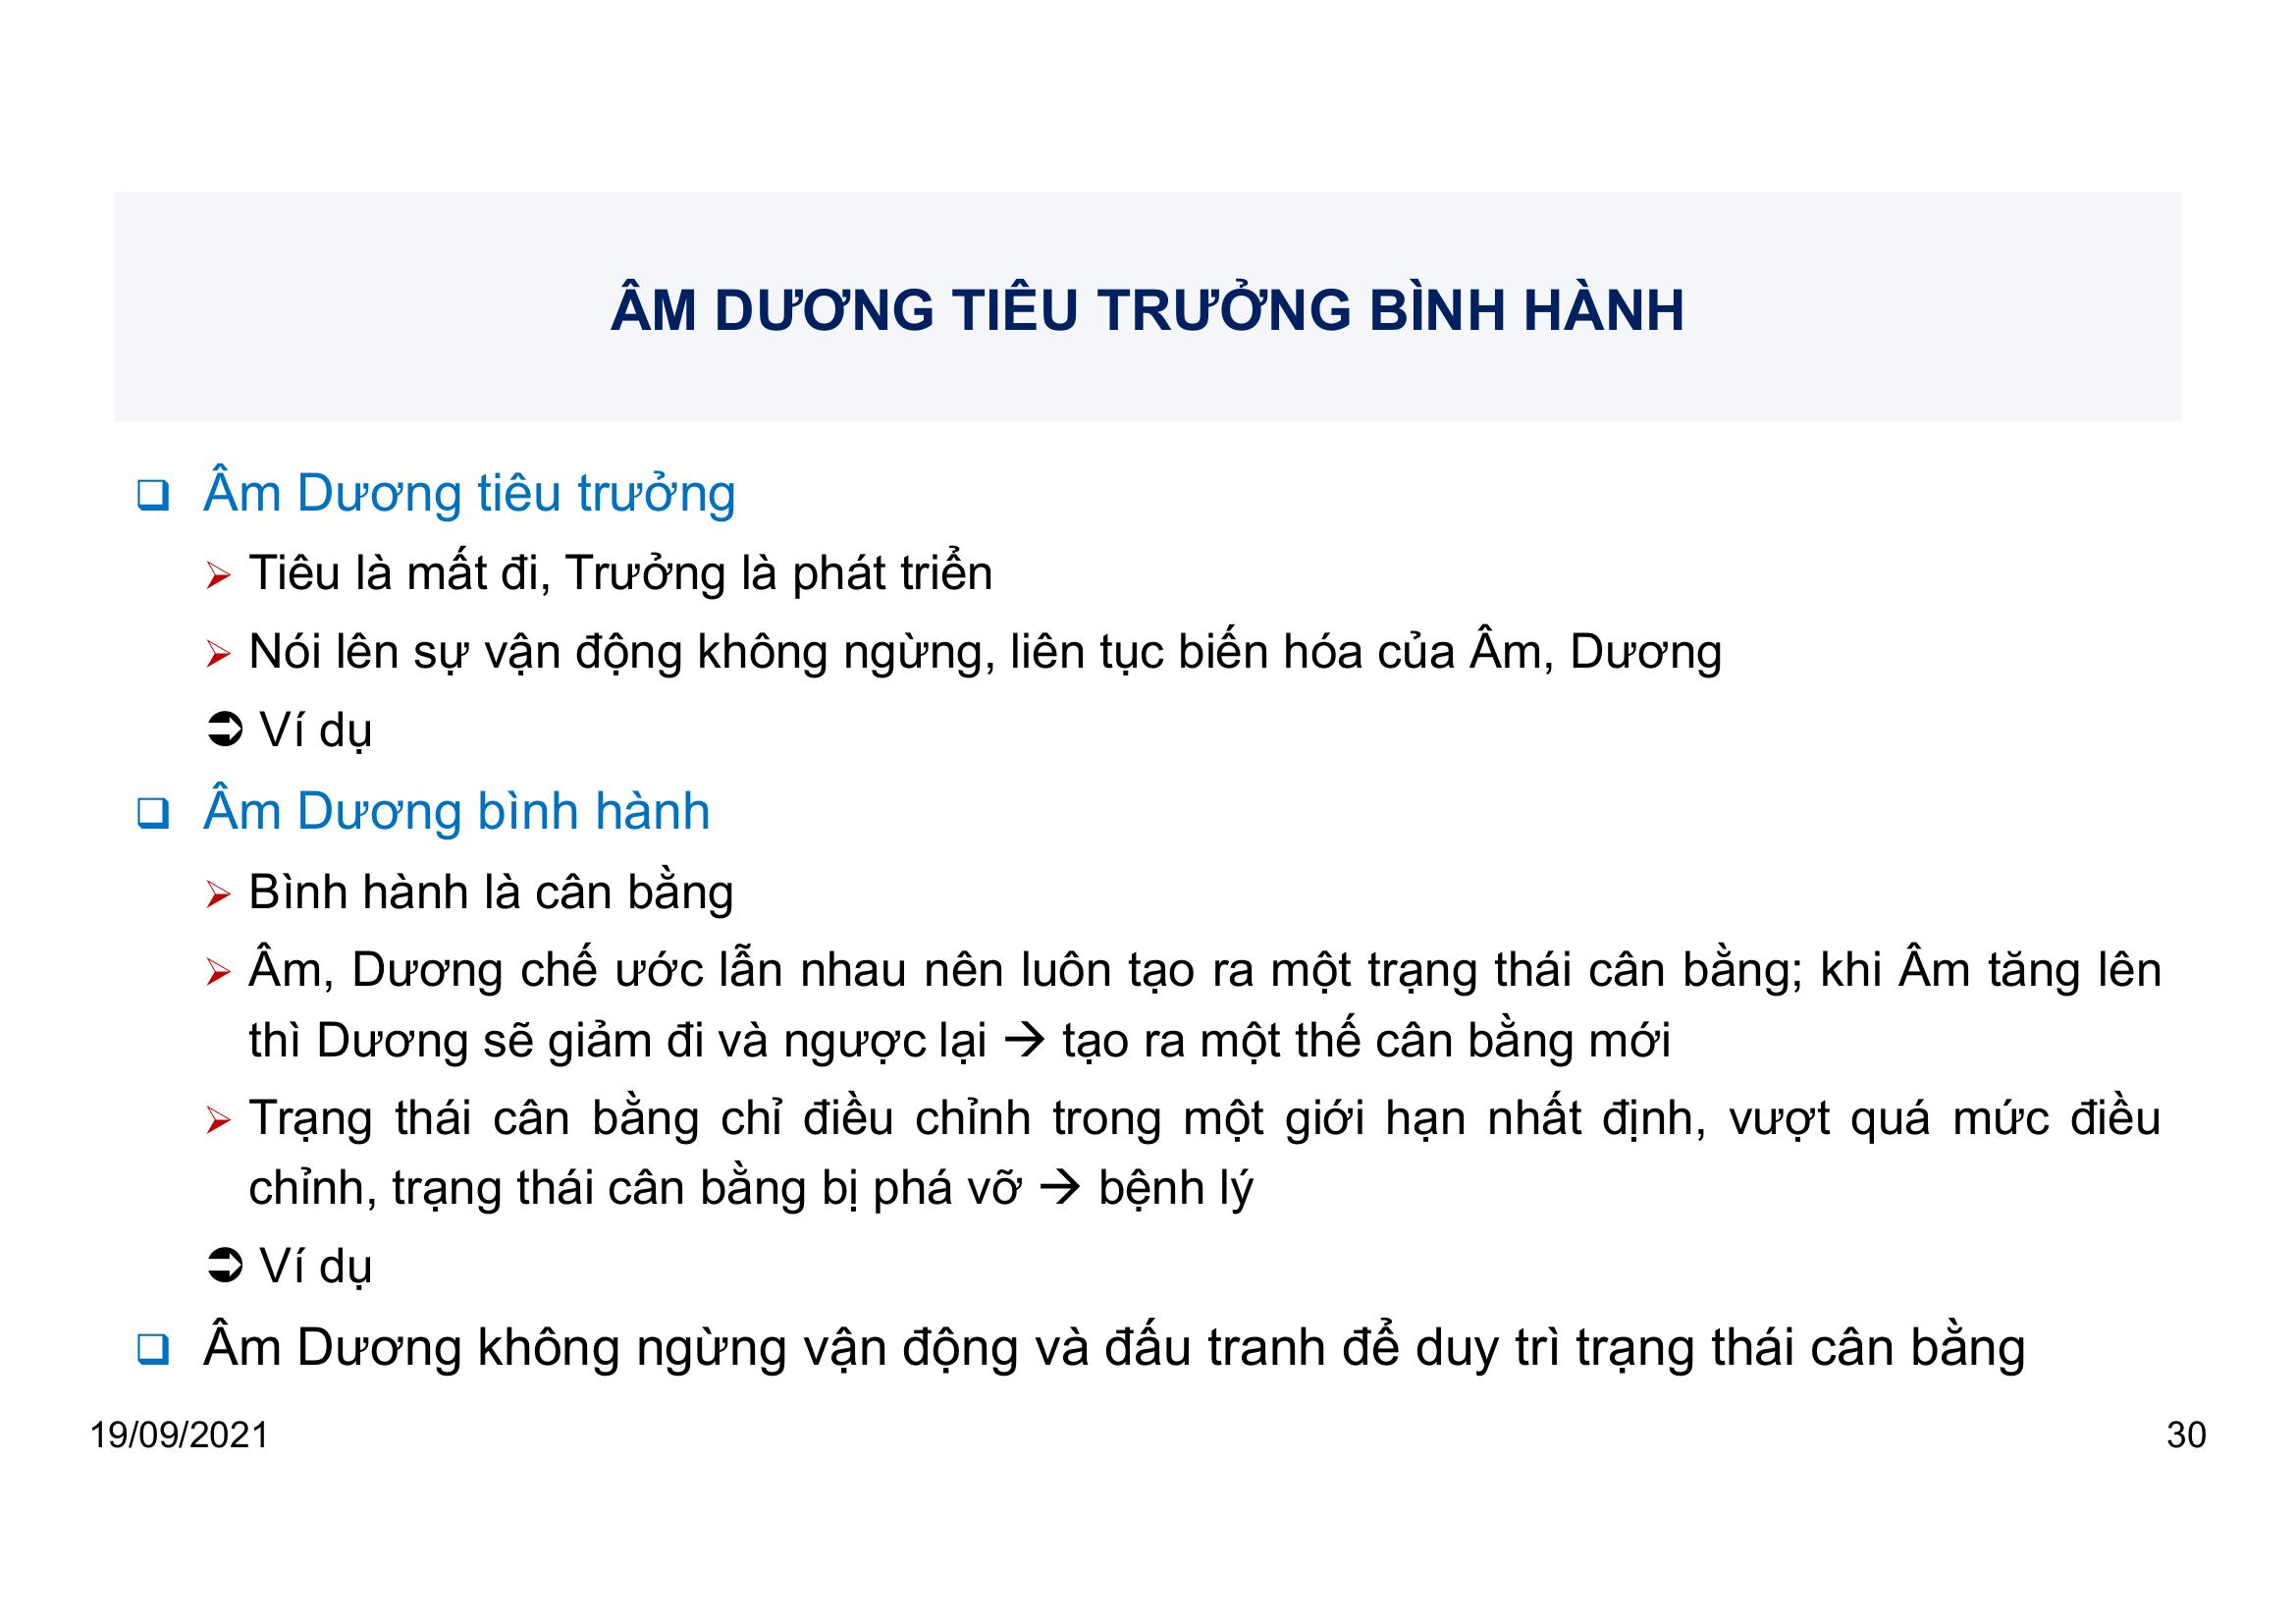 ÂM DƯƠNG TIÊU TRƯỞNG BÌNH HÀNH
❑ Âm Dương tiêu trưởng
➢ Tiêu là mất đi, Trưởng là phát triển
➢ Nói lên sự vận động không ngừng, liên tục biến hóa của Âm, Dương
➲ Ví dụ
❑ Âm Dương bình hành
➢ Bình hành là cân bằng
➢ Âm, Dương chế ước lẫn nhau nên luôn tạo ra một trạng thái cân bằng; khi Âm tăng lên
thì Dương sẽ giảm đi và ngược lại → tạo ra một thế cân bằng mới
➢ Trạng thái cân bằng chỉ điều chỉnh trong một giới hạn nhất định, vượt quá mức điều
chỉnh, trạng thái cân bằng bị phá vỡ → bệnh lý
➲ Ví dụ
❑ Âm Dương không ngừng vận động và đấu tranh để duy trì trạng thái cân bằng
19/09/2021
30